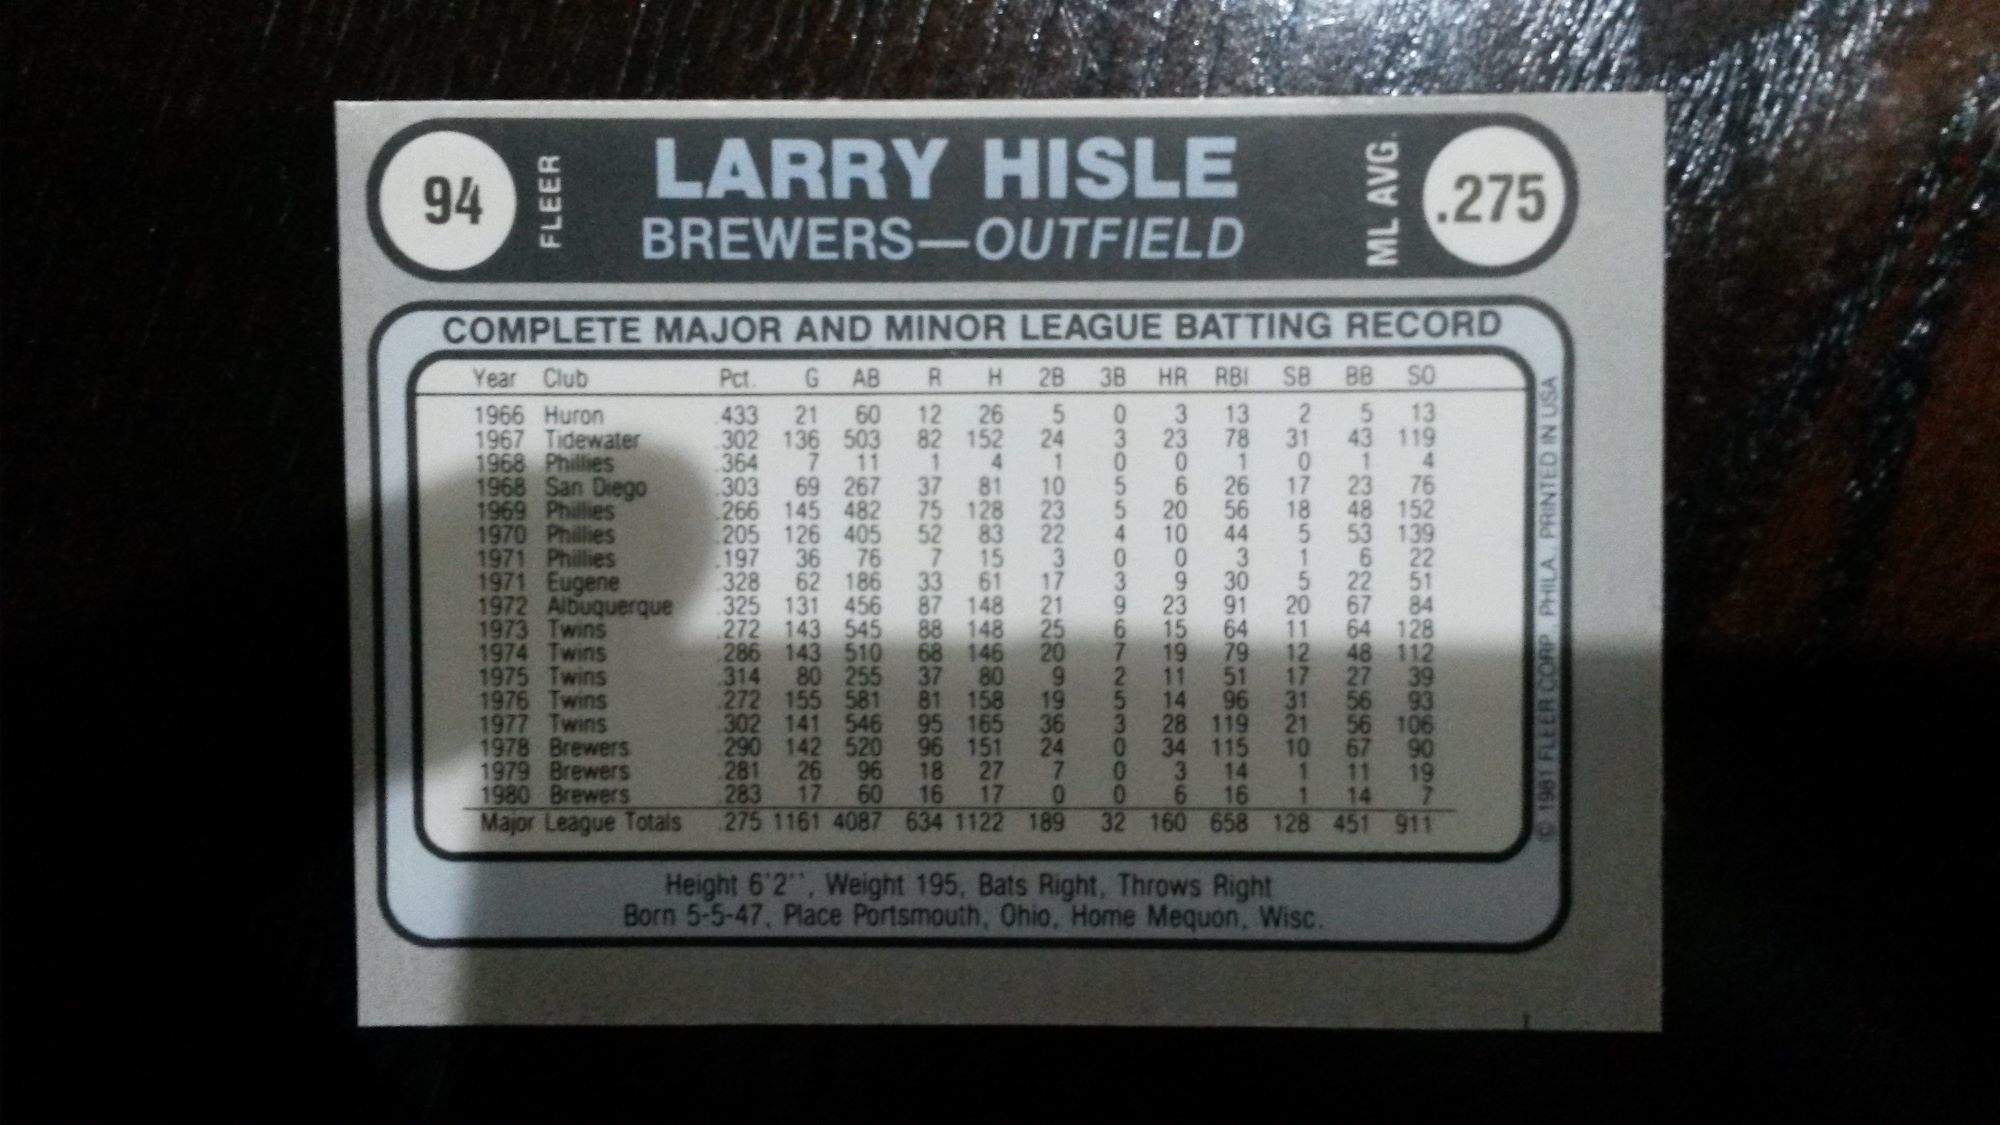 94
FLEER
LARRY HISLE
BREWERS—OUTFIELD
ML AVG.
.275
COMPLETE MAJOR AND MINOR LEAGUE BATTING RECORD
Year Club Pct. G AB R H 2B 3B HR RBI SB BB SO
1966 Huron .433 21 60 12 26 5 0 3 13 2 5 13
1967 Tidewater .302 136 503 82 152 24 3 23 78 31 43 119
1968 Phillies .364 7 11 1 4 1 0 0 1 0 1 4
1968 San Diego .303 69 267 37 81 10 5 6 26 17 23 76
1969 Phillies .266 145 482 75 128 23 5 20 56 18 48 152
1970 Phillies .205 126 405 52 83 22 4 10 44 5 53 139
1971 Phillies .197 36 76 7 15 3 0 0 3 1 6 22
1971 Eugene .328 62 186 33 61 17 3 9 30 5 22 51
1972 Albuquerque .325 131 456 87 148 21 9 23 91 20 67 84
1973 Twins .272 143 545 88 148 25 6 15 64 11 64 128
1974 Twins .286 143 510 68 146 20 7 19 79 12 48 112
1975 Twins .314 80 255 37 80 9 2 11 51 17 27 39
1976 Twins .272 155 581 81 158 19 5 14 96 31 56 93
1977 Twins .302 141 546 95 165 36 3 28 119 21 56 106
1978 Brewers .290 142 520 96 151 24 0 34 115 10 67 90
1979 Brewers .281 26 96 18 27 7 0 3 14 1 11 19
1980 Brewers .283 17 60 16 17 0 0 6 16 1 14 7
Major League Totals .275 1161 4087 634 1122 189 32 160 658 128 451 911
Height 6'2'', Weight 195, Bats Right, Throws Right
Born 5-5-47, Place Portsmouth, Ohio, Home Mequon, Wisc.
© 1981 FLEER CORP., PHILA. PRINTED IN USA